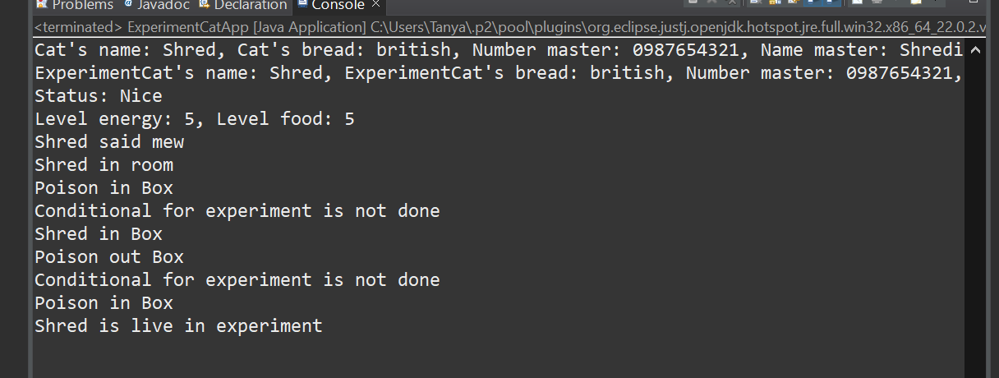 Problems Javadoc Declaration Console
<terminated> ExperimentCatApp [Java Application] C:\Users\Tanya\.p2\pool\plugins\org.eclipse.justj.openjdk.hotspot.jre.full.win32.x86_64_22.0.2.v
Cat's name: Shred, Cat's bread: british, Number master: 0987654321, Name master: Shredi
ExperimentCat's name: Shred, ExperimentCat's bread: british, Number master: 0987654321,
Status: Nice
Level energy: 5, Level food: 5
Shred said mew
Shred in room
Poison in Box
Conditional for experiment is not done
Shred in Box
Poison out Box
Conditional for experiment is not done
Poison in Box
Shred is live in experiment